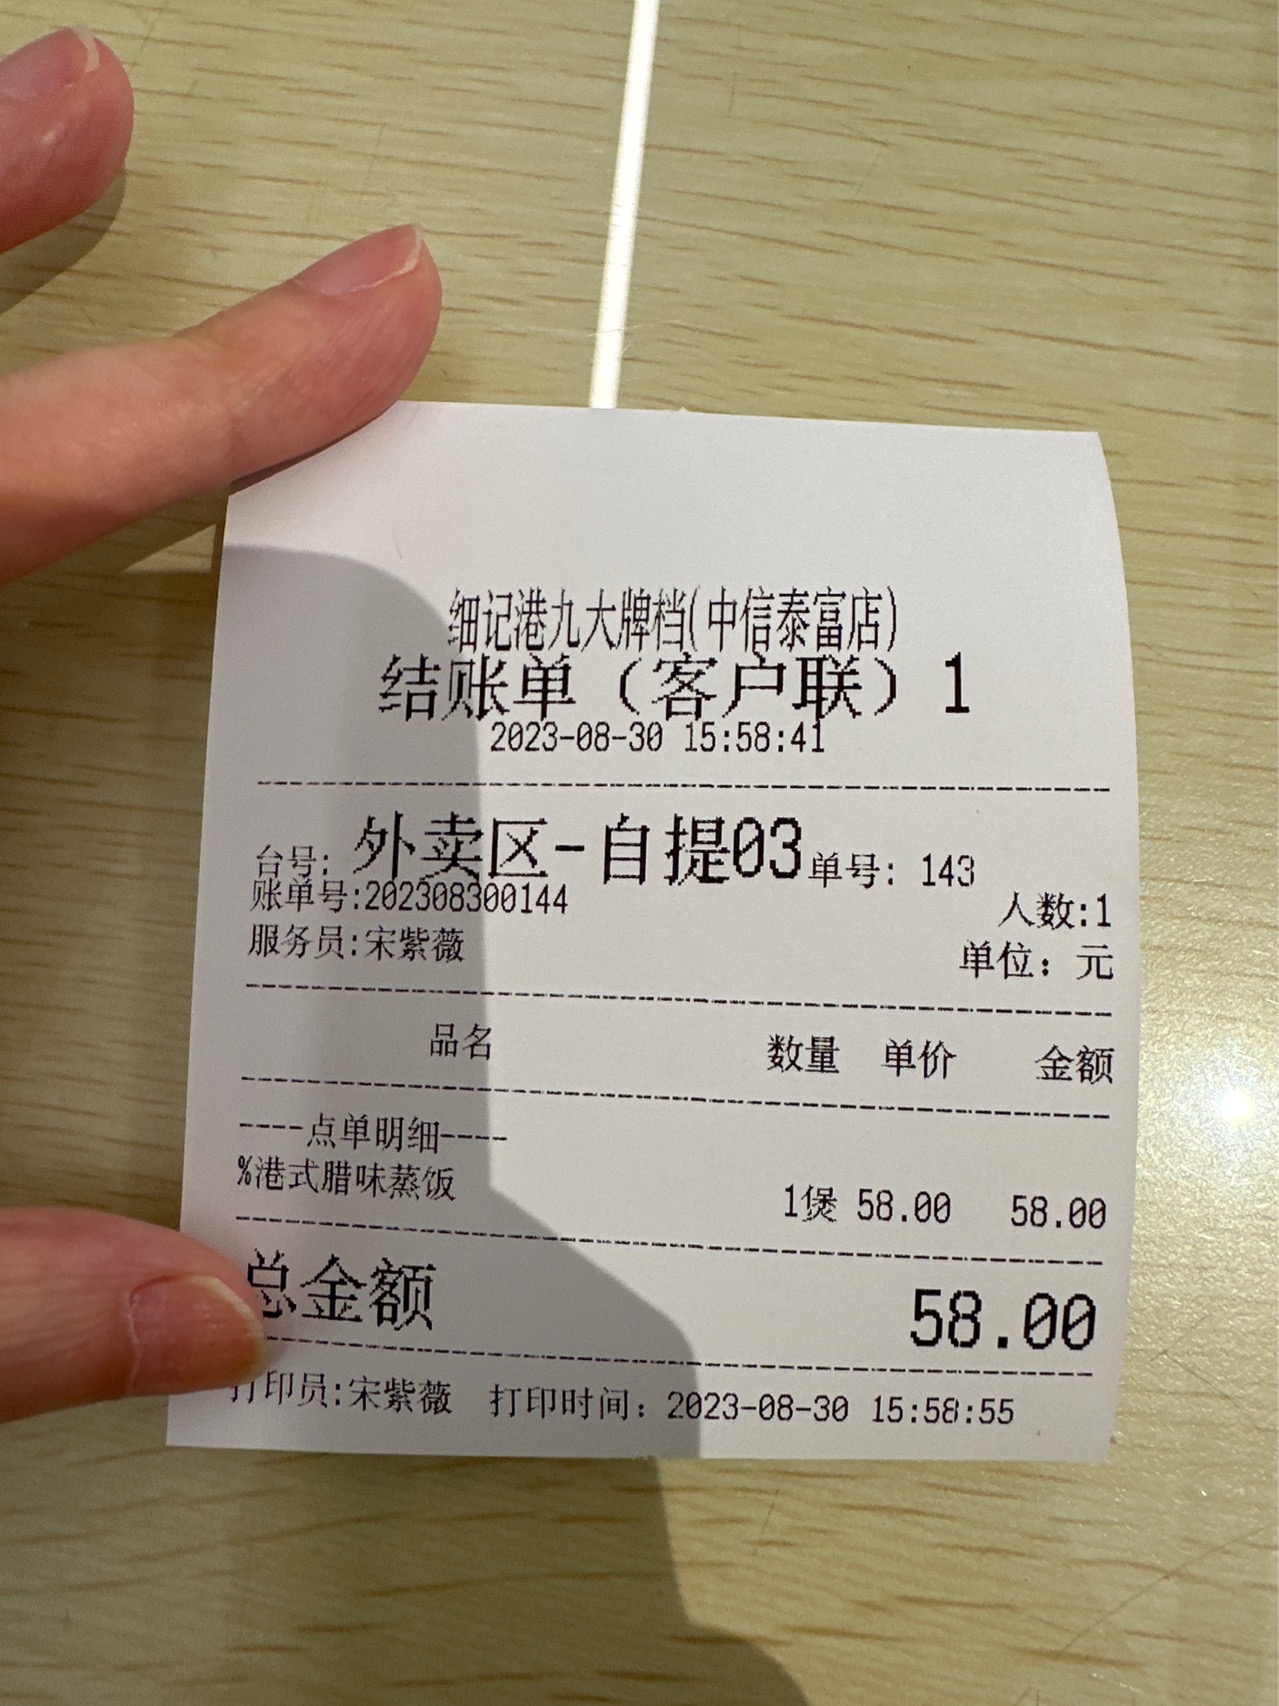 细记港九大牌档(中信泰富店)
结账单（客户联）1
2023-08-30 15:58:41
台号: 外卖区-自提03 单号: 143
账单号:202308300144 人数:1
服务员:宋紫薇 单位：元
品名 数量 单价 金额
----点单明细----
%港式腊味蒸饭 1煲 58.00 58.00
总金额 58.00
打印员:宋紫薇 打印时间：2023-08-30 15:58:55